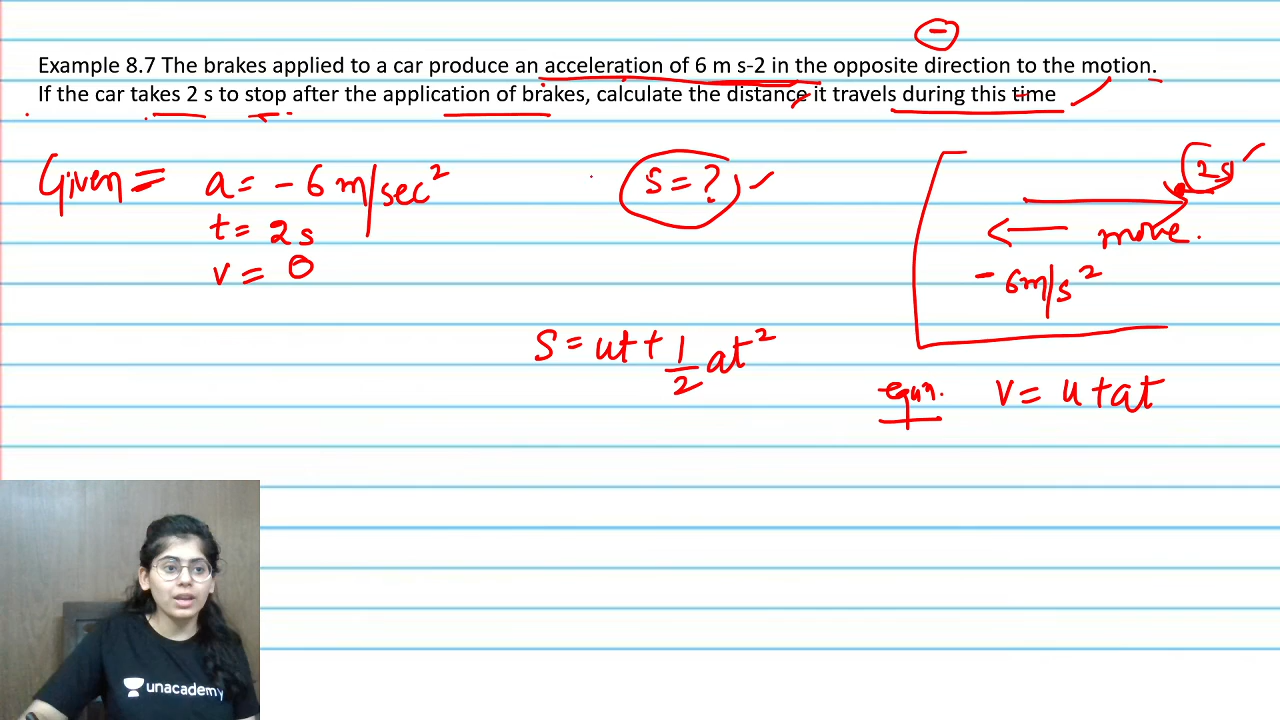 Example 8.7 The brakes applied to a car produce an acceleration of 6 m s-2 in the opposite direction to the motion.
If the car takes 2 s to stop after the application of brakes, calculate the distance it travels during this time
Given = a = - 6 m/sec²
t = 2s
v = 0
s = ?
2s
move.
- 6m/s²
S = ut + 1/2 at²
eqn. v = u + at
unacademy